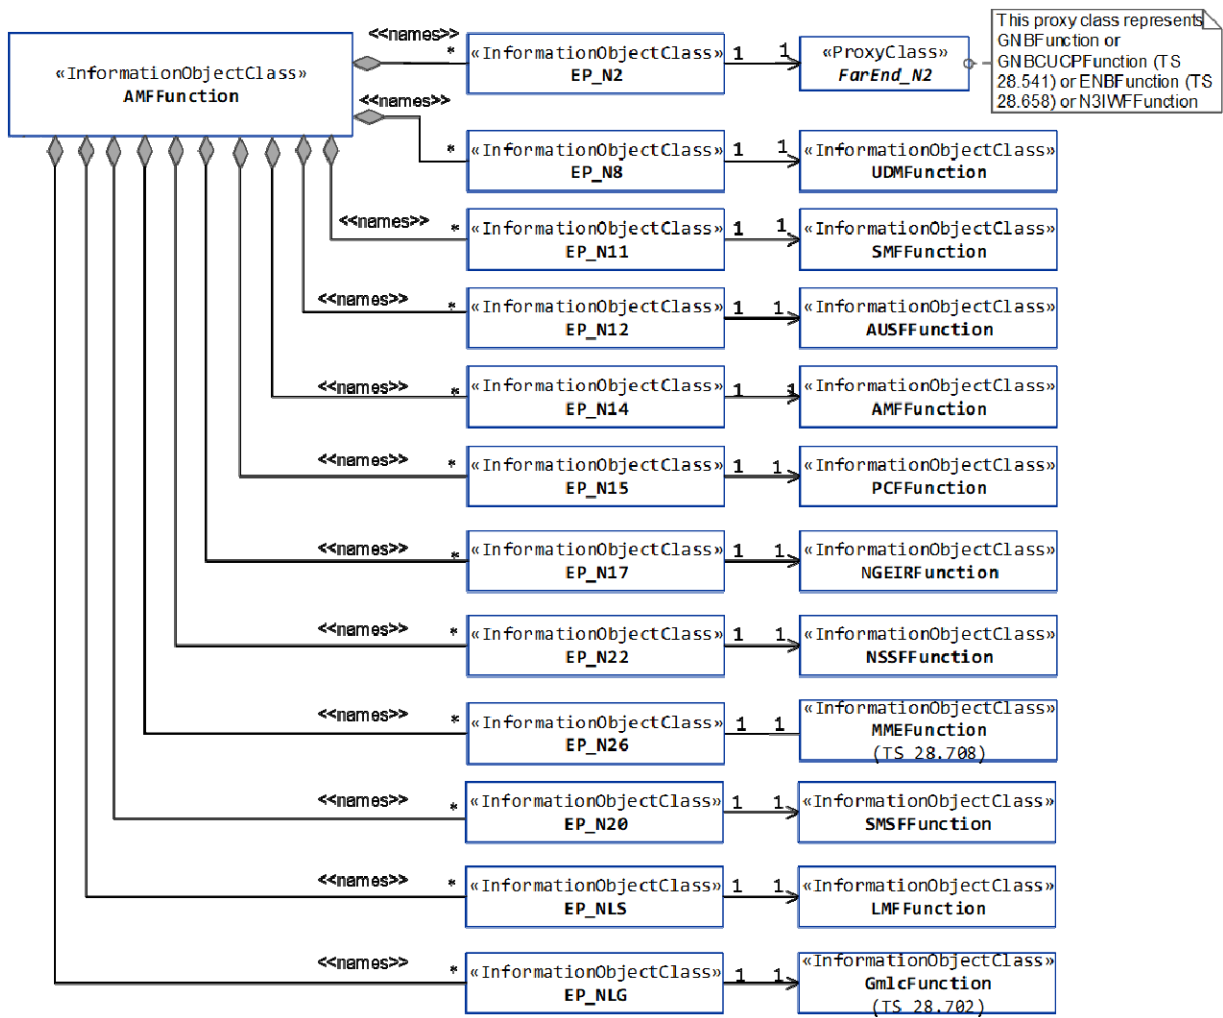 <<names>>
*
«InformationObjectClass»
EP_N2
1
1
«ProxyClass»
FarEnd_N2
This proxy class represents
GNBFunction or
GNBCUCPFunction (TS
28.541) or ENBFunction (TS
28.658) or N3IWFFunction
«InformationObjectClass»
AMFFunction
<<names>>
*
«InformationObjectClass»
EP_N8
1
1
«InformationObjectClass»
UDMFunction
<<names>>
*
«InformationObjectClass»
EP_N11
1
1
«InformationObjectClass»
SMFFunction
<<names>>
*
«InformationObjectClass»
EP_N12
1
1
«InformationObjectClass»
AUSFFunction
<<names>>
*
«InformationObjectClass»
EP_N14
1
1
«InformationObjectClass»
AMFFunction
<<names>>
*
«InformationObjectClass»
EP_N15
1
1
«InformationObjectClass»
PCFFunction
<<names>>
*
«InformationObjectClass»
EP_N17
1
1
«InformationObjectClass»
NGEIRFunction
<<names>>
*
«InformationObjectClass»
EP_N22
1
1
«InformationObjectClass»
NSSFFunction
<<names>>
*
«InformationObjectClass»
EP_N26
1
1
«InformationObjectClass»
MMEFunction
(TS 28.708)
<<names>>
*
«InformationObjectClass»
EP_N20
1
1
«InformationObjectClass»
SMSFFunction
<<names>>
*
«InformationObjectClass»
EP_NLS
1
1
«InformationObjectClass»
LMFFunction
<<names>>
*
«InformationObjectClass»
EP_NLG
1
1
«InformationObjectClass»
GmlcFunction
(TS 28.702)